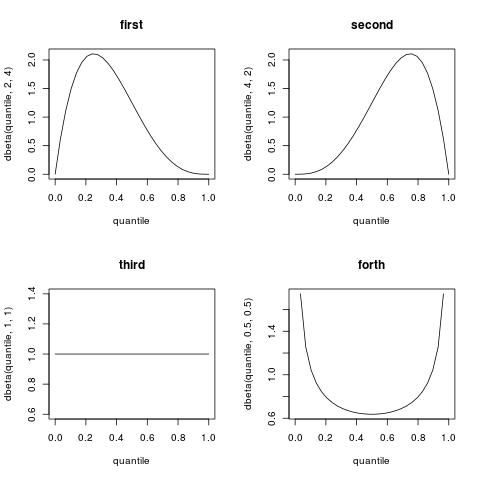 first
dbeta(quantile, 2, 4)
2.0
1.5
1.0
0.5
0.0
0.0 0.2 0.4 0.6 0.8 1.0
quantile
second
dbeta(quantile, 4, 2)
2.0
1.5
1.0
0.5
0.0
0.0 0.2 0.4 0.6 0.8 1.0
quantile
third
dbeta(quantile, 1, 1)
1.4
1.2
1.0
0.8
0.6
0.0 0.2 0.4 0.6 0.8 1.0
quantile
forth
dbeta(quantile, 0.5, 0.5)
1.4
1.0
0.6
0.0 0.2 0.4 0.6 0.8 1.0
quantile